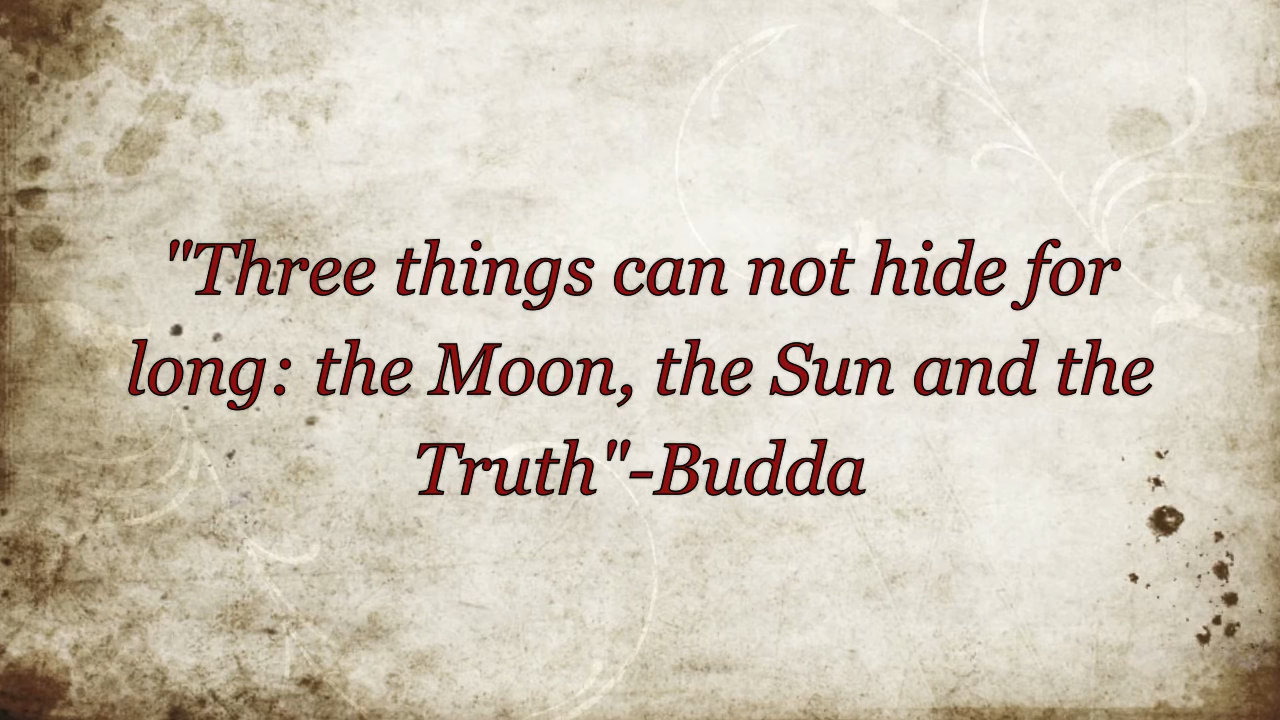 "Three things can not hide for
long: the Moon, the Sun and the
Truth"-Budda